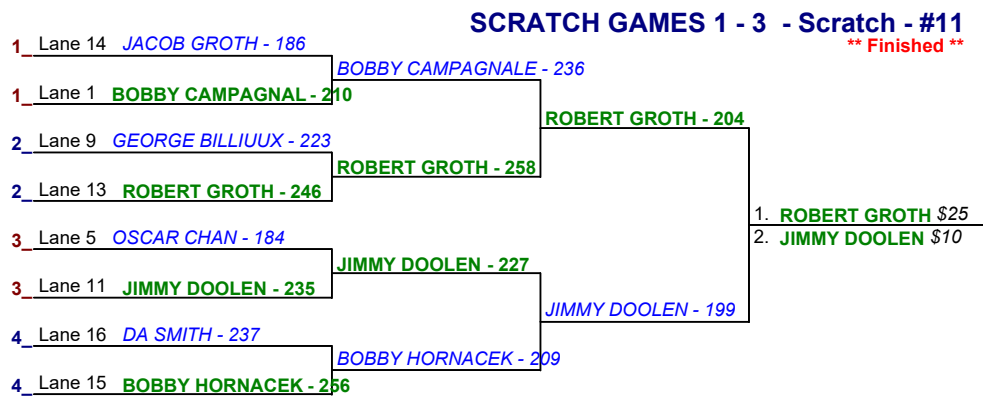 SCRATCH GAMES 1 - 3 - Scratch - #11
** Finished **
1_ Lane 14 JACOB GROTH - 186
BOBBY CAMPAGNALE - 236
1_ Lane 1 BOBBY CAMPAGNAL - 210
ROBERT GROTH - 204
2_ Lane 9 GEORGE BILLIUUX - 223
ROBERT GROTH - 258
2_ Lane 13 ROBERT GROTH - 246
1. ROBERT GROTH $25
2. JIMMY DOOLEN $10
3_ Lane 5 OSCAR CHAN - 184
JIMMY DOOLEN - 227
3_ Lane 11 JIMMY DOOLEN - 235
JIMMY DOOLEN - 199
4_ Lane 16 DA SMITH - 237
BOBBY HORNACEK - 209
4_ Lane 15 BOBBY HORNACEK - 256